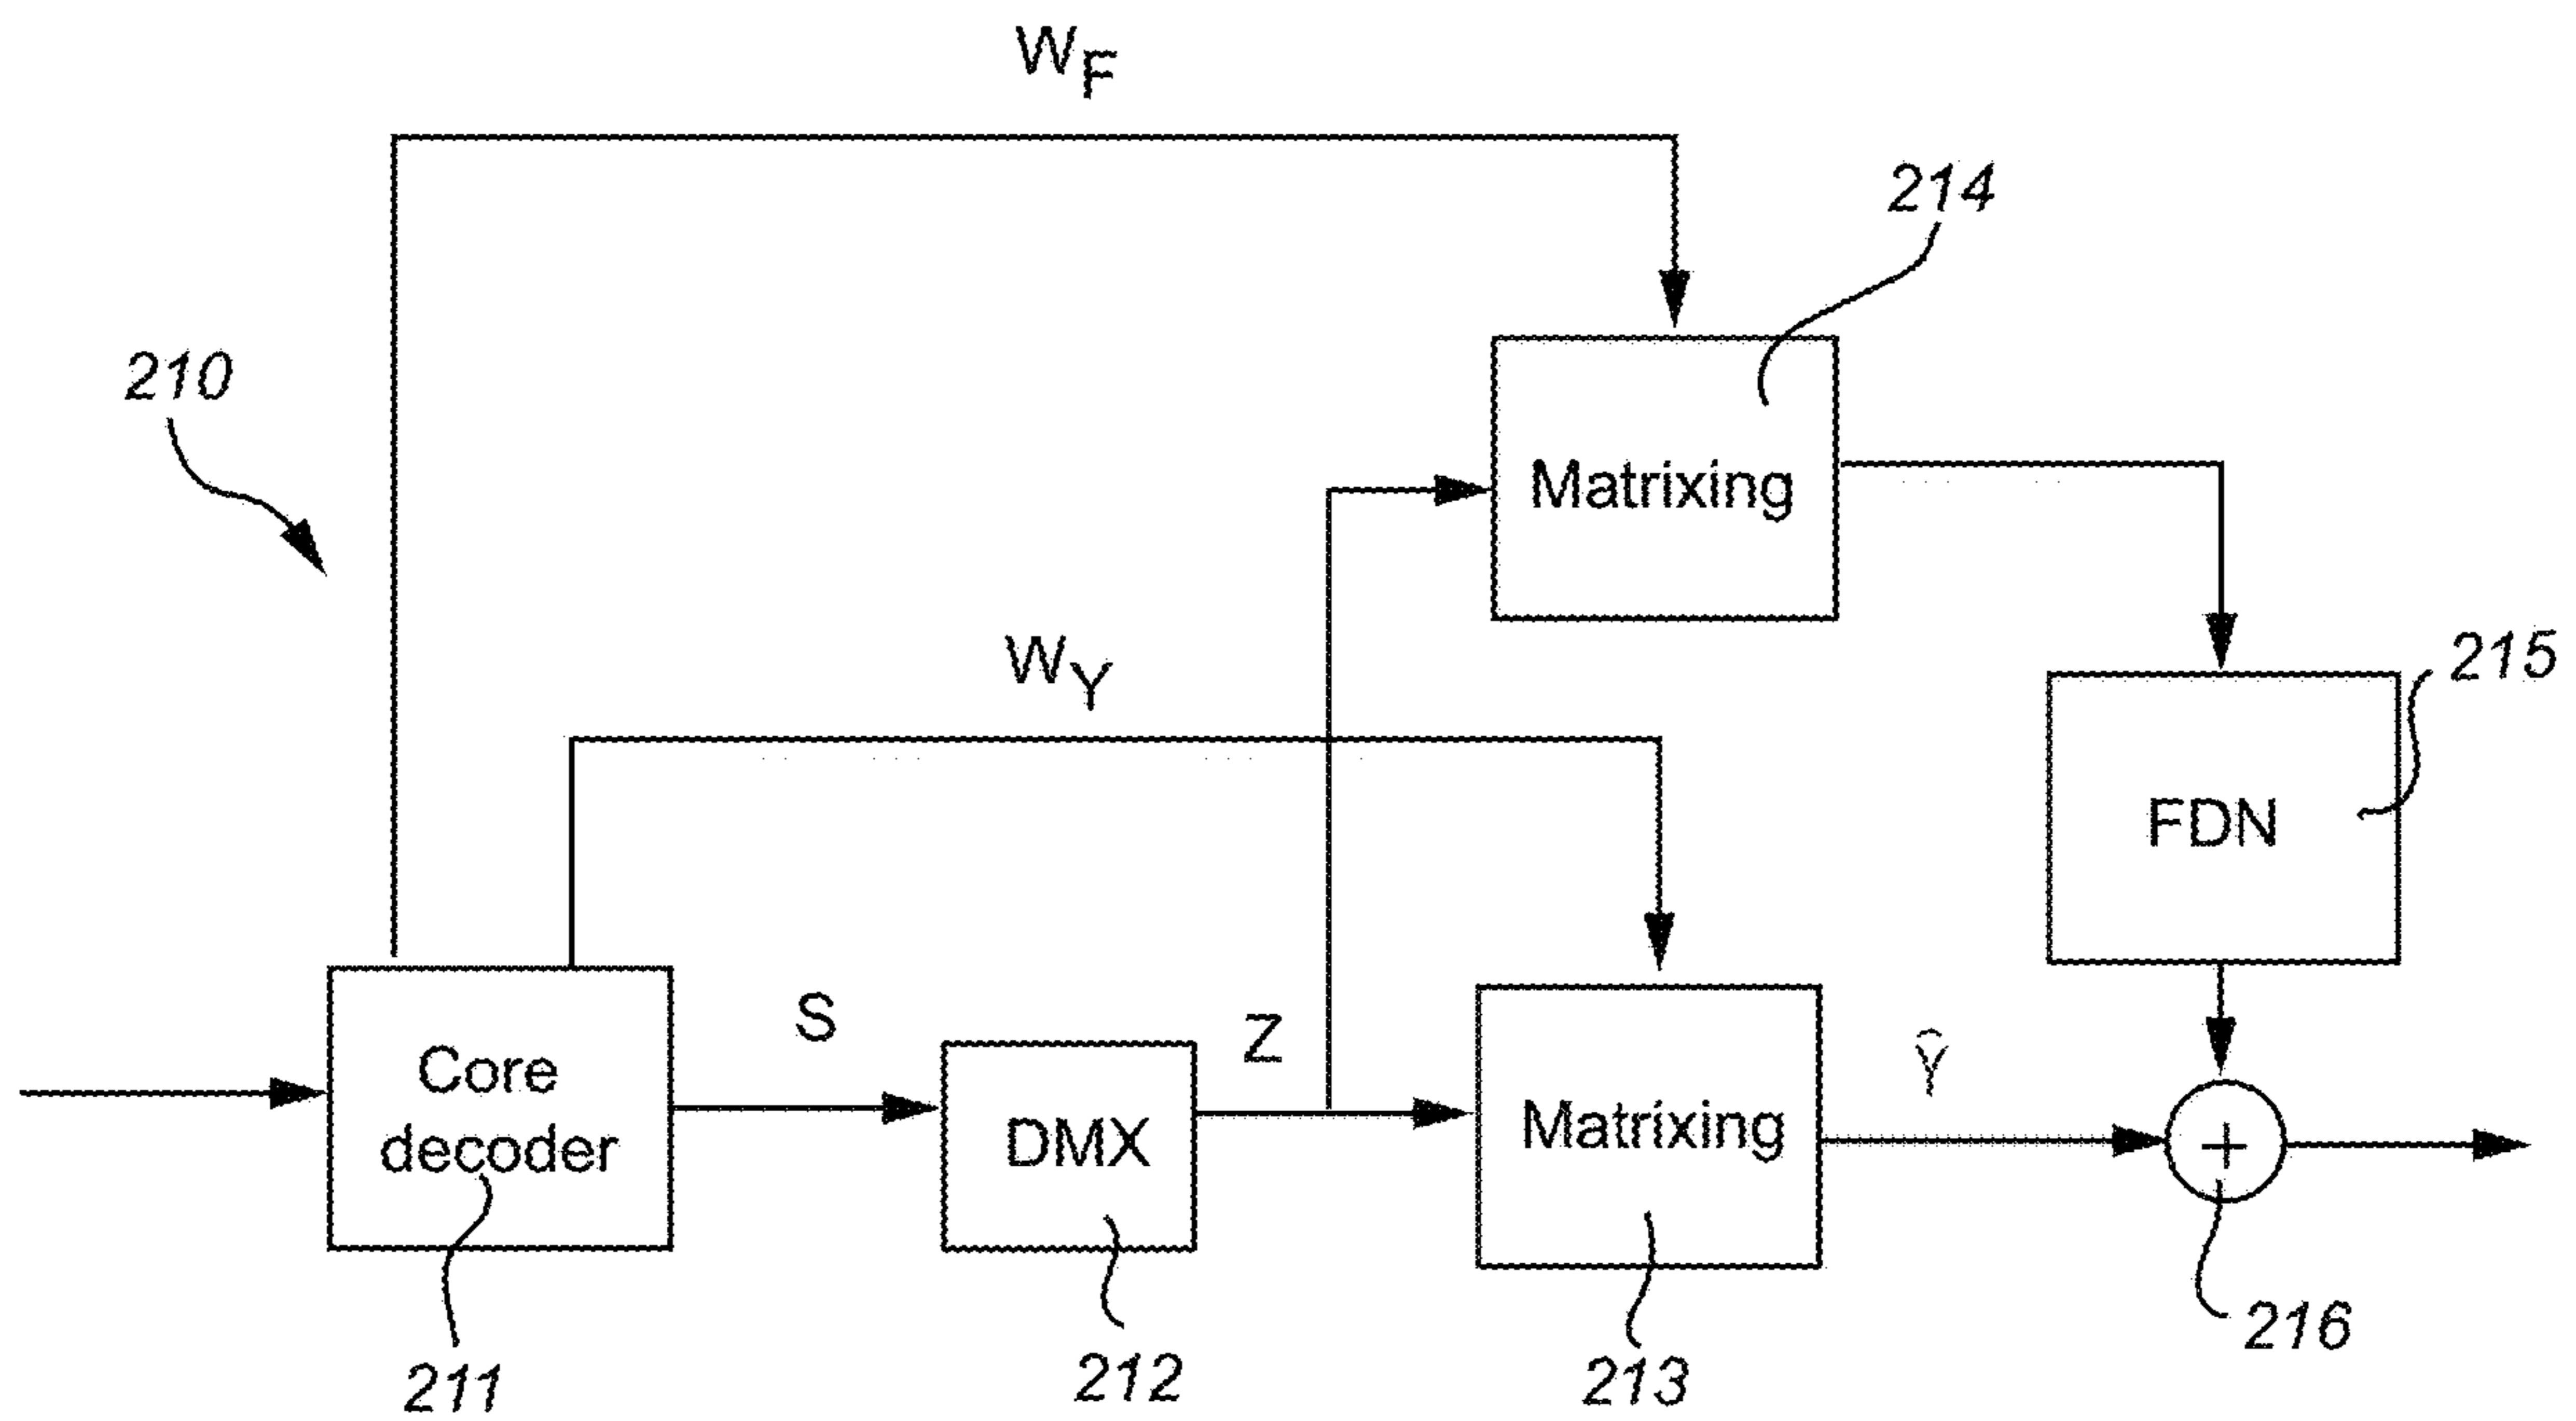 W_F
214
210
Matrixing
W_Y
215
FDN
S
Z
Ŷ
Core
decoder
DMX
Matrixing
+
211
212
213
216